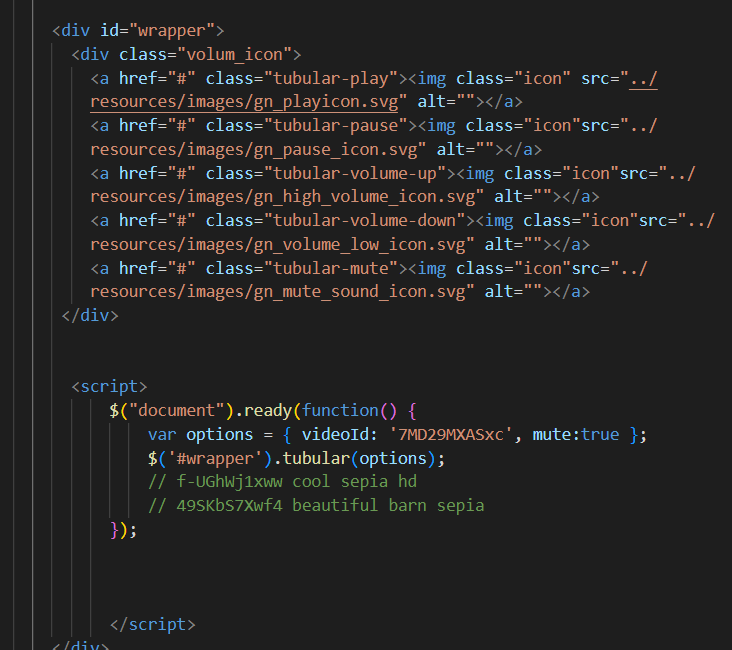 <div id="wrapper">
<div class="volum_icon">
<a href="#" class="tubular-play"><img class="icon" src="../
resources/images/gn_playicon.svg" alt=""></a>
<a href="#" class="tubular-pause"><img class="icon"src="../
resources/images/gn_pause_icon.svg" alt=""></a>
<a href="#" class="tubular-volume-up"><img class="icon"src="../
resources/images/gn_high_volume_icon.svg" alt=""></a>
<a href="#" class="tubular-volume-down"><img class="icon"src="../
resources/images/gn_volume_low_icon.svg" alt=""></a>
<a href="#" class="tubular-mute"><img class="icon"src="../
resources/images/gn_mute_sound_icon.svg" alt=""></a>
</div>
<script>
$("document").ready(function() {
var options = { videoId: '7MD29MXASxc', mute:true };
$('#wrapper').tubular(options);
// f-UGhWj1xww cool sepia hd
// 49SKbS7Xwf4 beautiful barn sepia
});
</script>
</div>